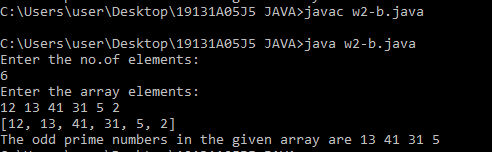 C:\Users\user\Desktop\19131A05J5 JAVA>javac w2-b.java
C:\Users\user\Desktop\19131A05J5 JAVA>java w2-b.java
Enter the no.of elements:
6
Enter the array elements:
12 13 41 31 5 2
[12, 13, 41, 31, 5, 2]
The odd prime numbers in the given array are 13 41 31 5